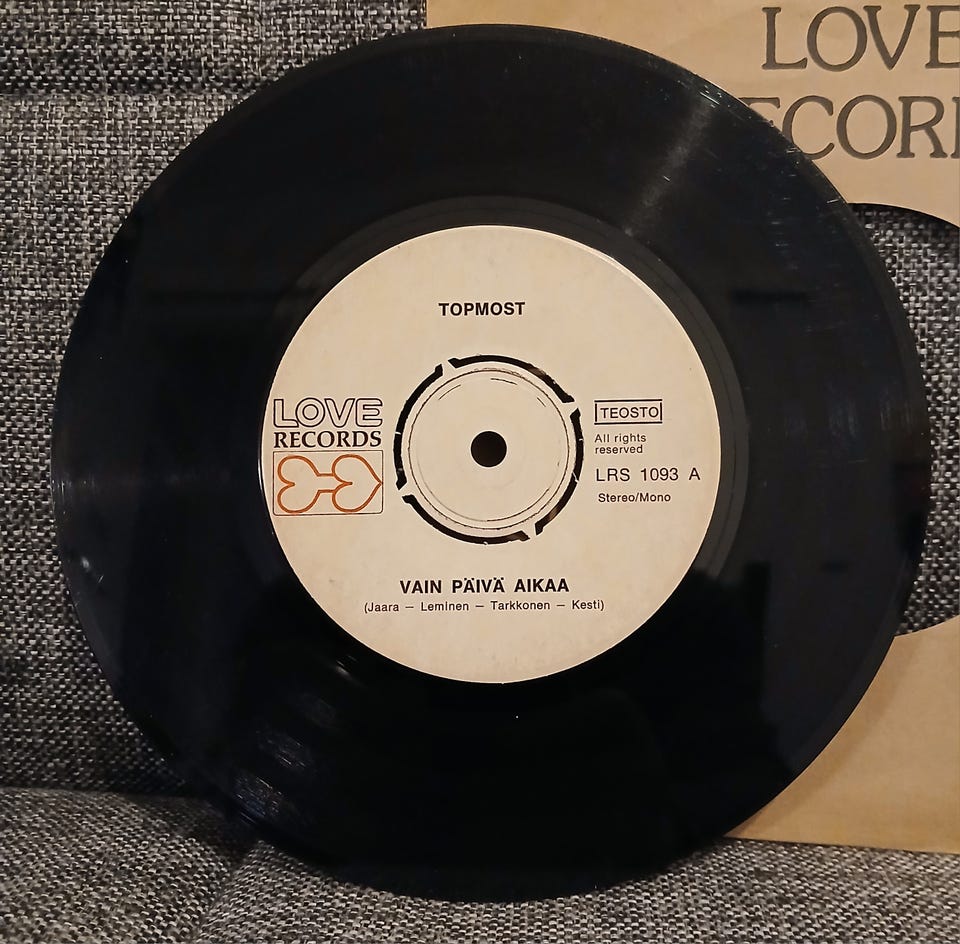 LOVE
RECOR
TOPMOST
LOVE
RECORDS
TEOSTO
All rights
reserved
LRS 1093 A
Stereo/Mono
VAIN PÄIVÄ AIKAA
(Jaara — Leminen — Tarkkonen — Kesti)